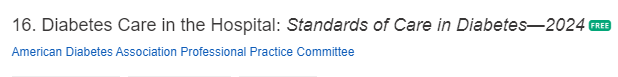 16. Diabetes Care in the Hospital: Standards of Care in Diabetes—2024 FREE
American Diabetes Association Professional Practice Committee